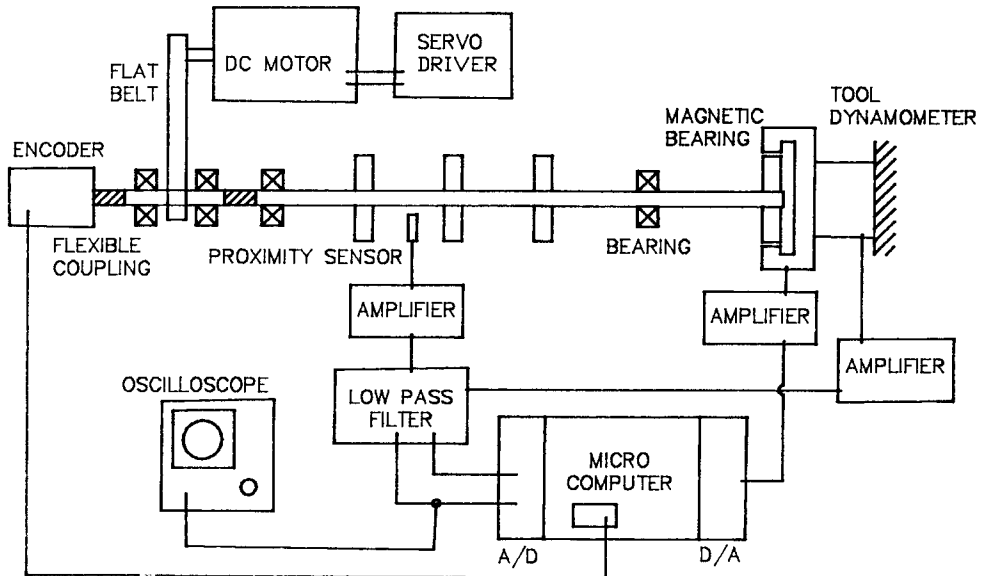 FLAT
BELT
DC MOTOR
SERVO
DRIVER
MAGNETIC
BEARING
TOOL
DYNAMOMETER
ENCODER
FLEXIBLE
COUPLING
PROXIMITY SENSOR
BEARING
AMPLIFIER
AMPLIFIER
AMPLIFIER
OSCILLOSCOPE
LOW PASS
FILTER
MICRO
COMPUTER
A/D
D/A